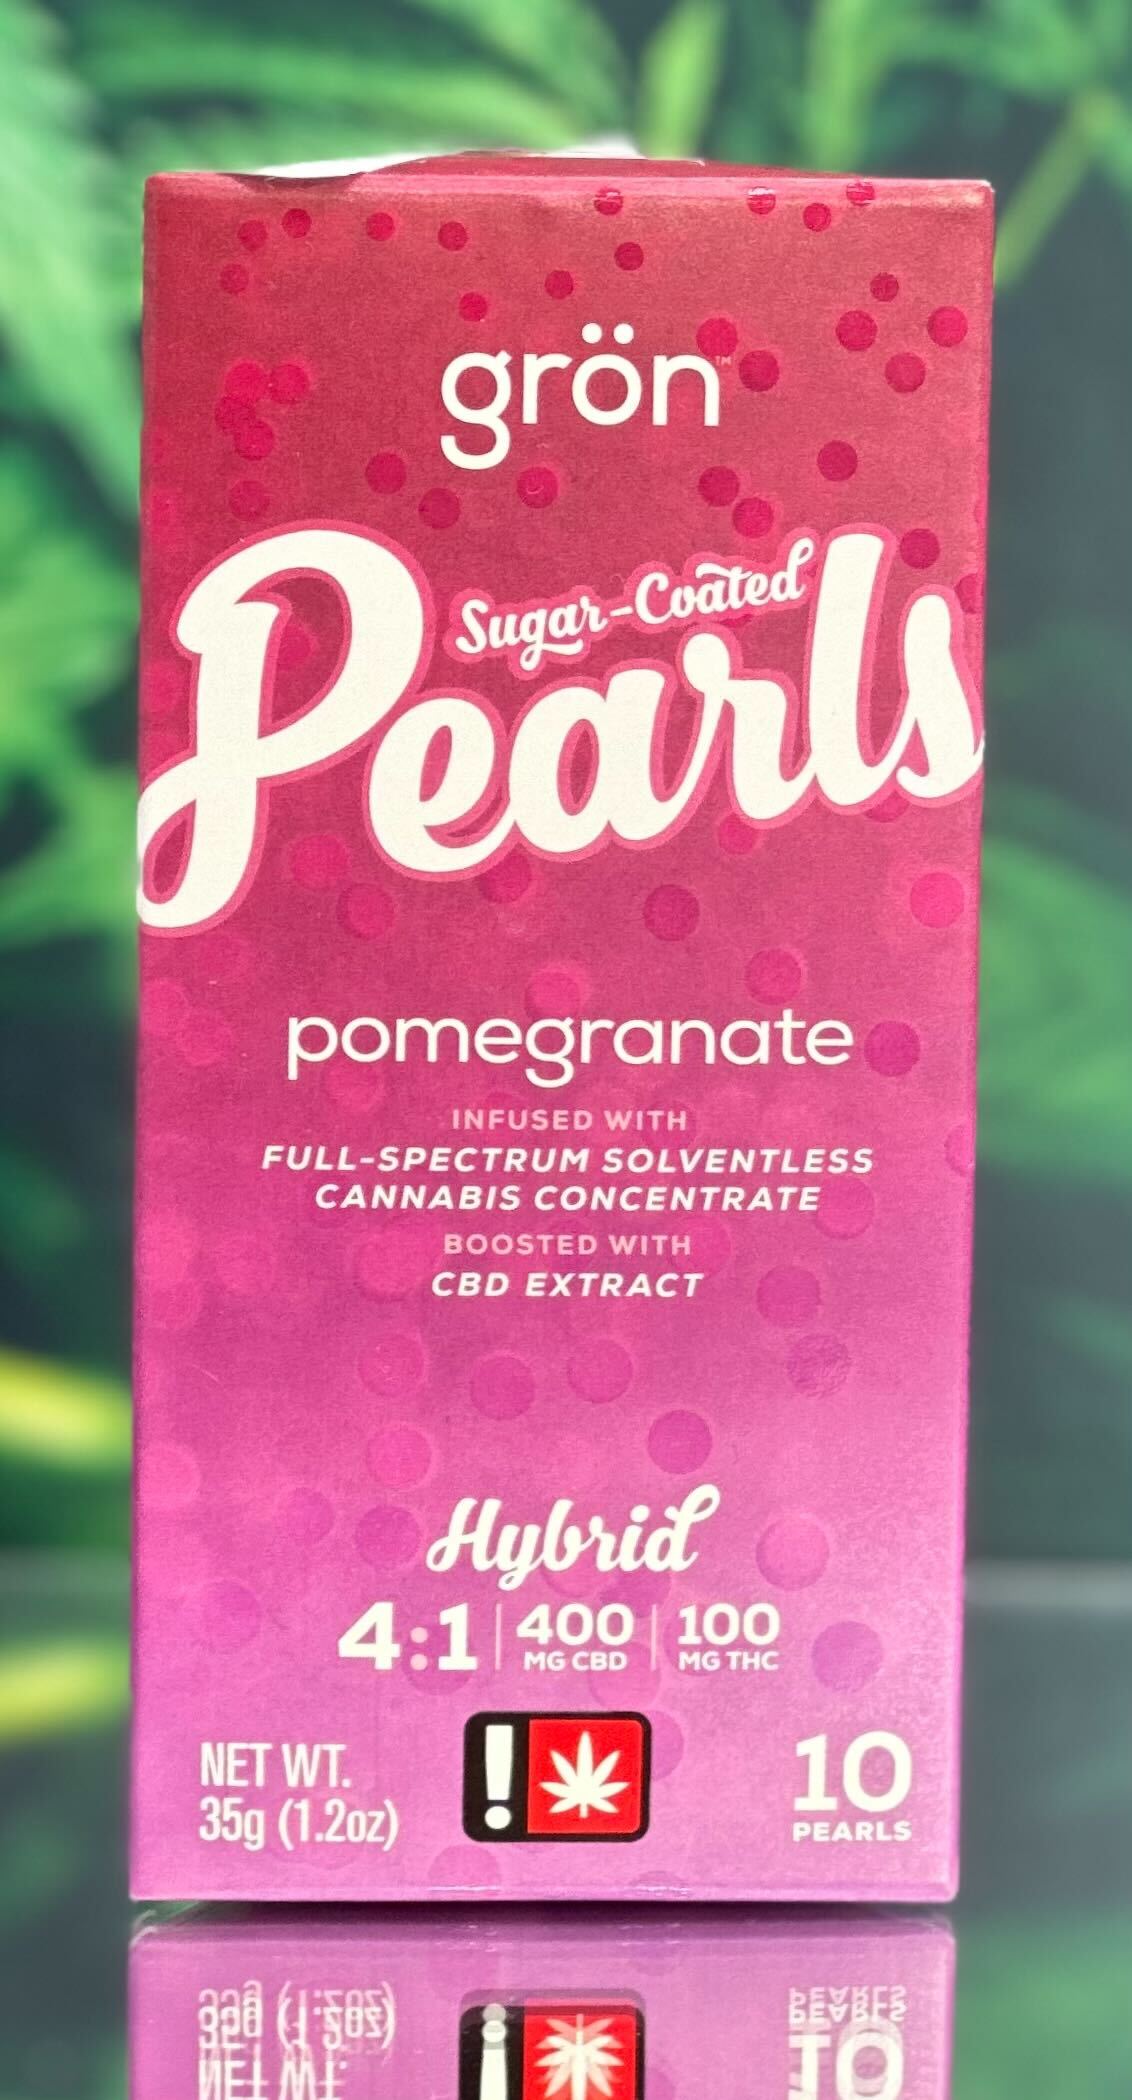 grön™
Sugar-Coated
Pearls
pomegranate
INFUSED WITH
FULL-SPECTRUM SOLVENTLESS
CANNABIS CONCENTRATE
BOOSTED WITH
CBD EXTRACT
Hybrid
4:1 | 400 MG CBD | 100 MG THC
NET WT.
35g (1.2oz)
!
10
PEARLS